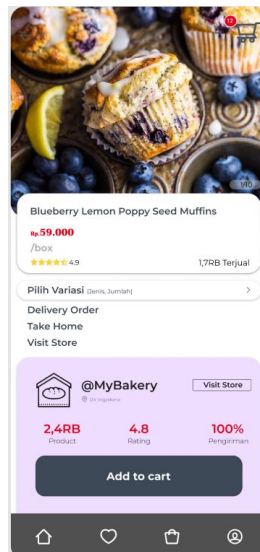 12
1/10
Blueberry Lemon Poppy Seed Muffins
Rp.59.000
/box
4.9
1,7RB Terjual
Pilih Variasi (Jenis, Jumlah)
Delivery Order
Take Home
Visit Store
@MyBakery
Visit Store
DIY Yogyakarta
2,4RB
4.8
100%
Product
Rating
Pengiriman
Add to cart